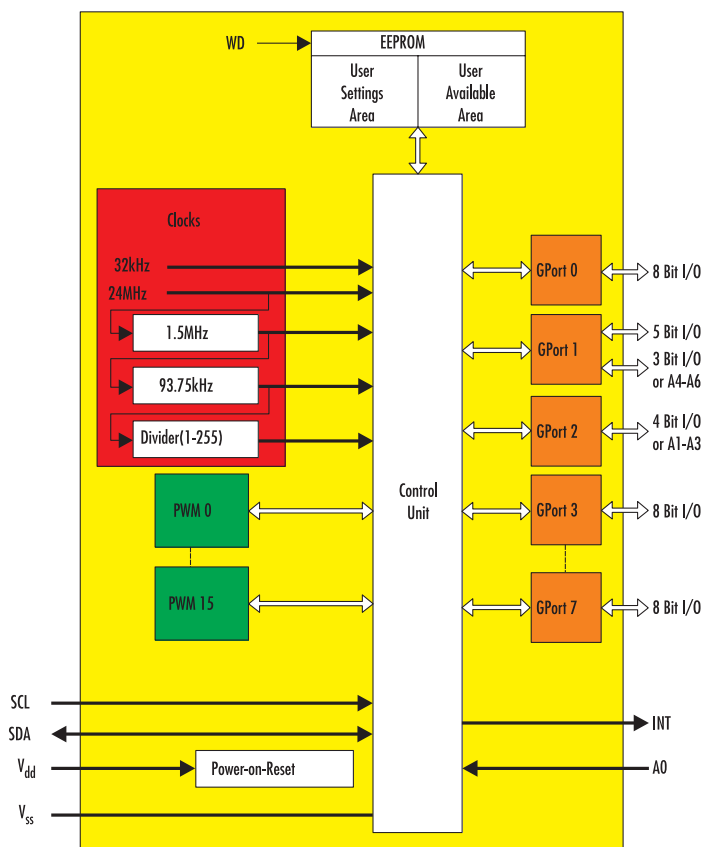 WD
EEPROM
User
Settings
Area
User
Available
Area
Clocks
32kHz
24MHz
1.5MHz
93.75kHz
Divider(1-255)
PWM 0
PWM 15
Control
Unit
GPort 0
8 Bit I/O
GPort 1
5 Bit I/O
3 Bit I/O
or A4-A6
GPort 2
4 Bit I/O
or A1-A3
GPort 3
8 Bit I/O
GPort 7
8 Bit I/O
SCL
SDA
Vdd
Power-on-Reset
Vss
INT
A0